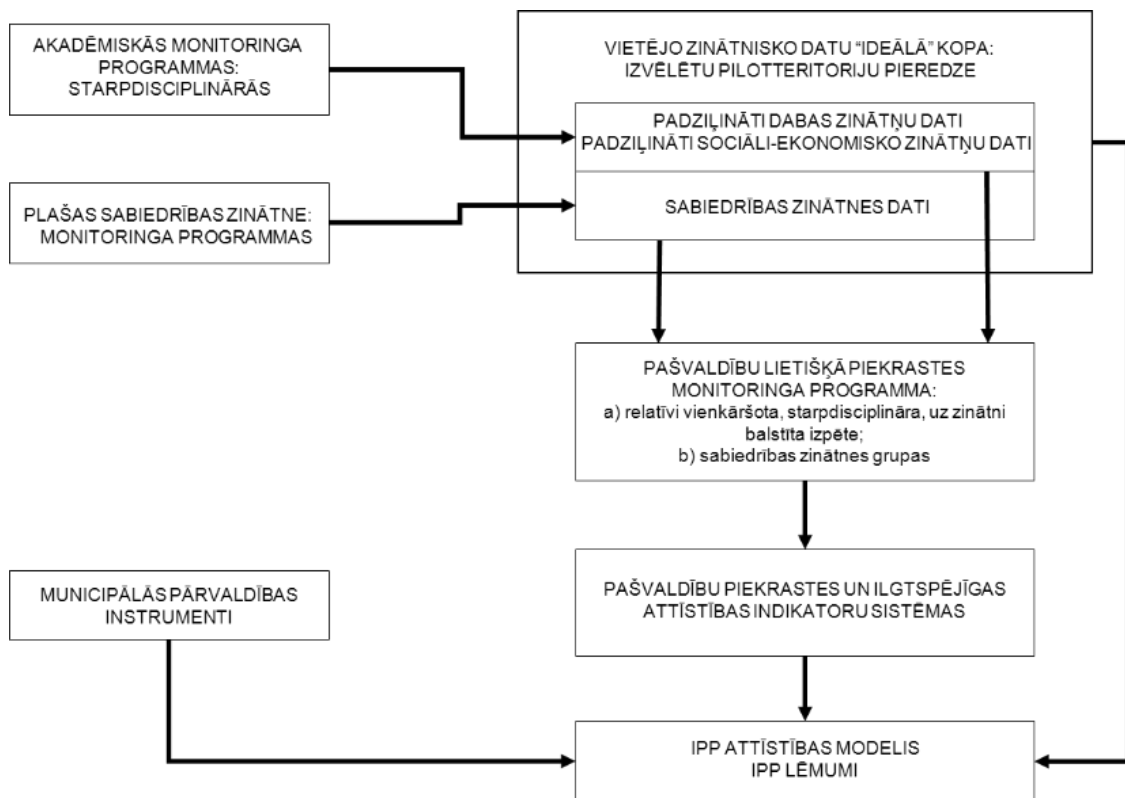 AKADĒMISKĀS MONITORINGA
PROGRAMMAS:
STARPDISCIPLINĀRĀS
VIETĒJO ZINĀTNISKO DATU “IDEĀLĀ” KOPA:
IZVĒLĒTU PILOTTERITORIJU PIEREDZE
PADZIĻINĀTI DABAS ZINĀTŅU DATI
PADZIĻINĀTI SOCIĀLI-EKONOMISKO ZINĀTŅU DATI
PLAŠAS SABIEDRĪBAS ZINĀTNE:
MONITORINGA PROGRAMMAS
SABIEDRĪBAS ZINĀTNES DATI
PAŠVALDĪBU LIETIŠĶĀ PIEKRASTES
MONITORINGA PROGRAMMA:
a) relatīvi vienkāršota, starpdisciplināra, uz zinātni
balstīta izpēte;
b) sabiedrības zinātnes grupas
MUNICIPĀLĀS PĀRVALDĪBAS
INSTRUMENTI
PAŠVALDĪBU PIEKRASTES UN ILGTSPĒJĪGAS
ATTĪSTĪBAS INDIKATORU SISTĒMAS
IPP ATTĪSTĪBAS MODELIS
IPP LĒMUMI